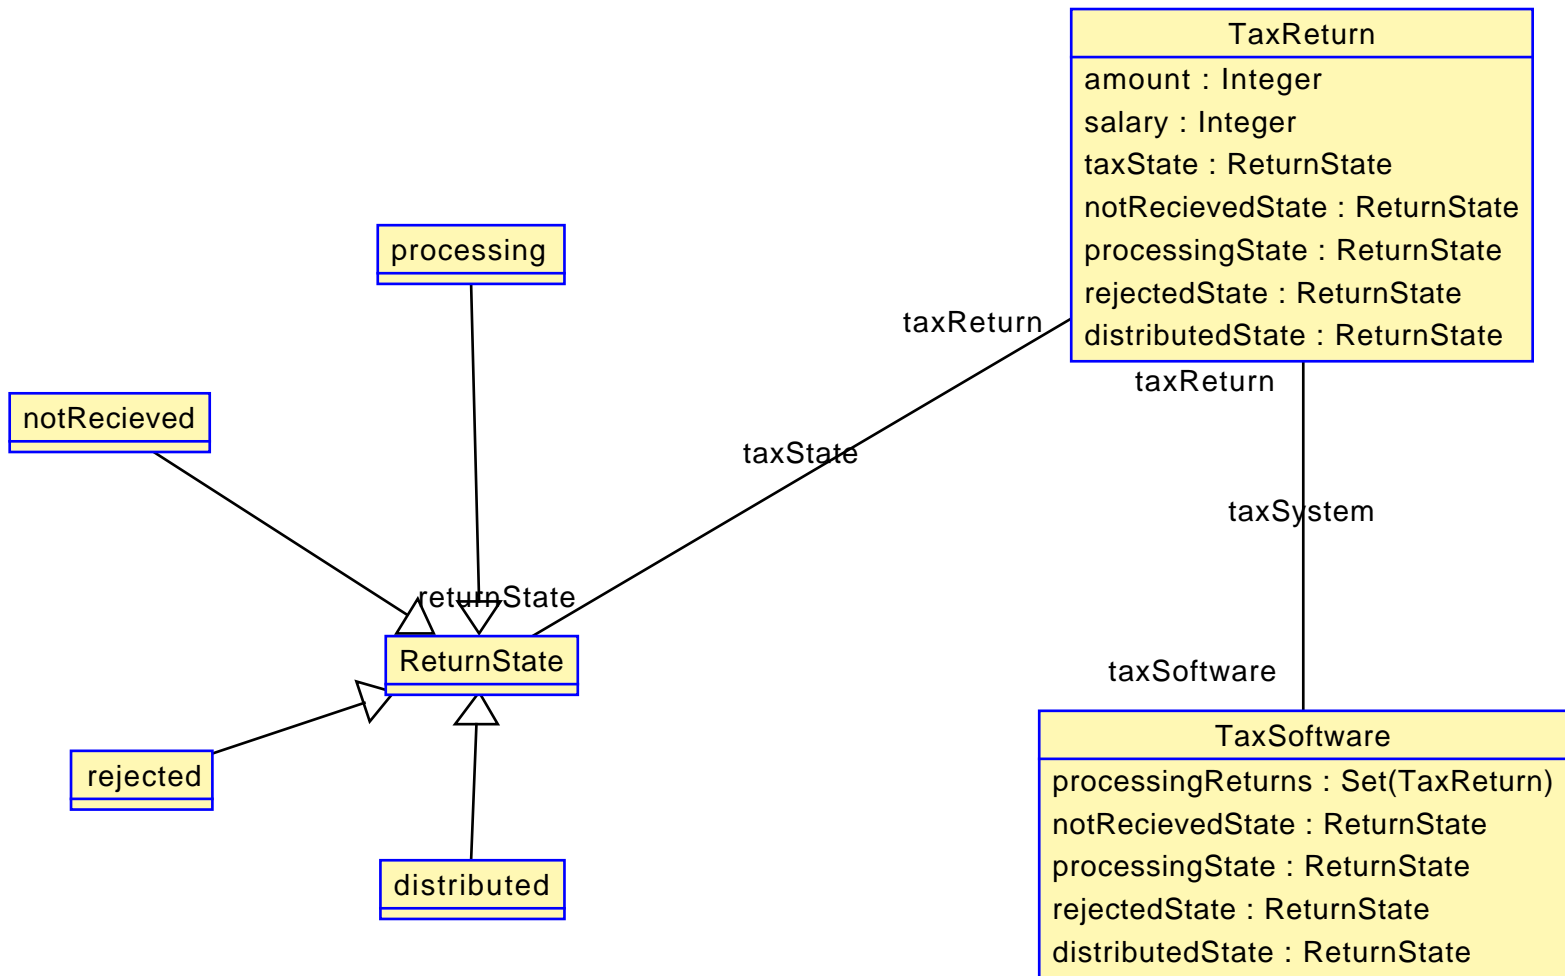 TaxReturn
amount : Integer
salary : Integer
taxState : ReturnState
notRecievedState : ReturnState
processingState : ReturnState
rejectedState : ReturnState
distributedState : ReturnState
processing
taxReturn
taxReturn
notRecieved
taxState
taxSystem
returnState
ReturnState
taxSoftware
rejected
TaxSoftware
processingReturns : Set(TaxReturn)
notRecievedState : ReturnState
processingState : ReturnState
distributed
rejectedState : ReturnState
distributedState : ReturnState